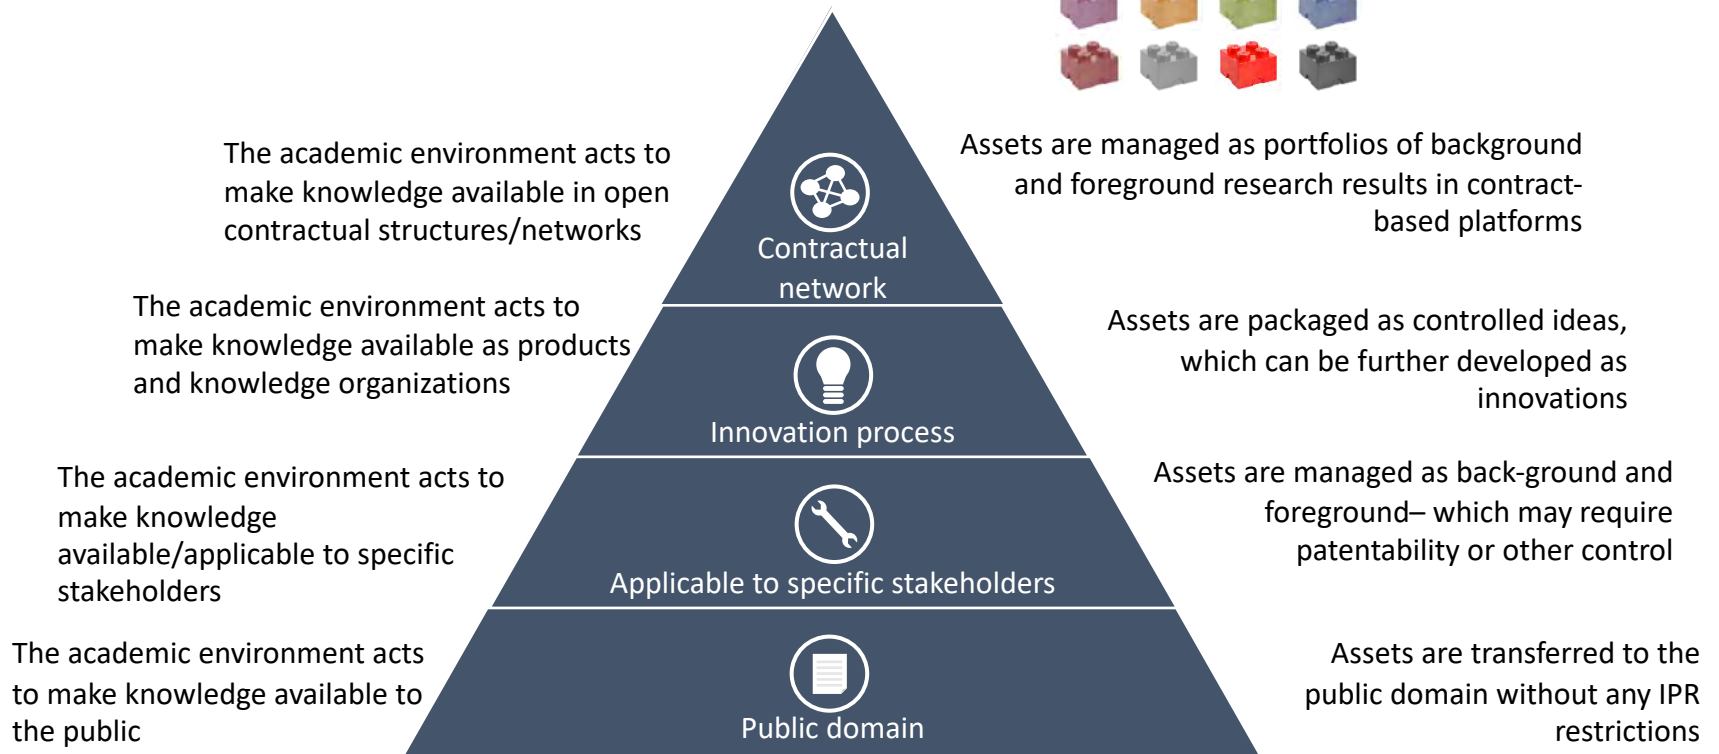 The academic environment acts to
make knowledge available in open
contractual structures/networks
Contractual
network
Assets are managed as portfolios of background
and foreground research results in contract-
based platforms
The academic environment acts to
make knowledge available as products
and knowledge organizations
Innovation process
Assets are packaged as controlled ideas,
which can be further developed as
innovations
The academic environment acts to
make knowledge
available/applicable to specific
stakeholders
Applicable to specific stakeholders
Assets are managed as back-ground and
foreground– which may require
patentability or other control
The academic environment acts
to make knowledge available to
the public
Public domain
Assets are transferred to the
public domain without any IPR
restrictions